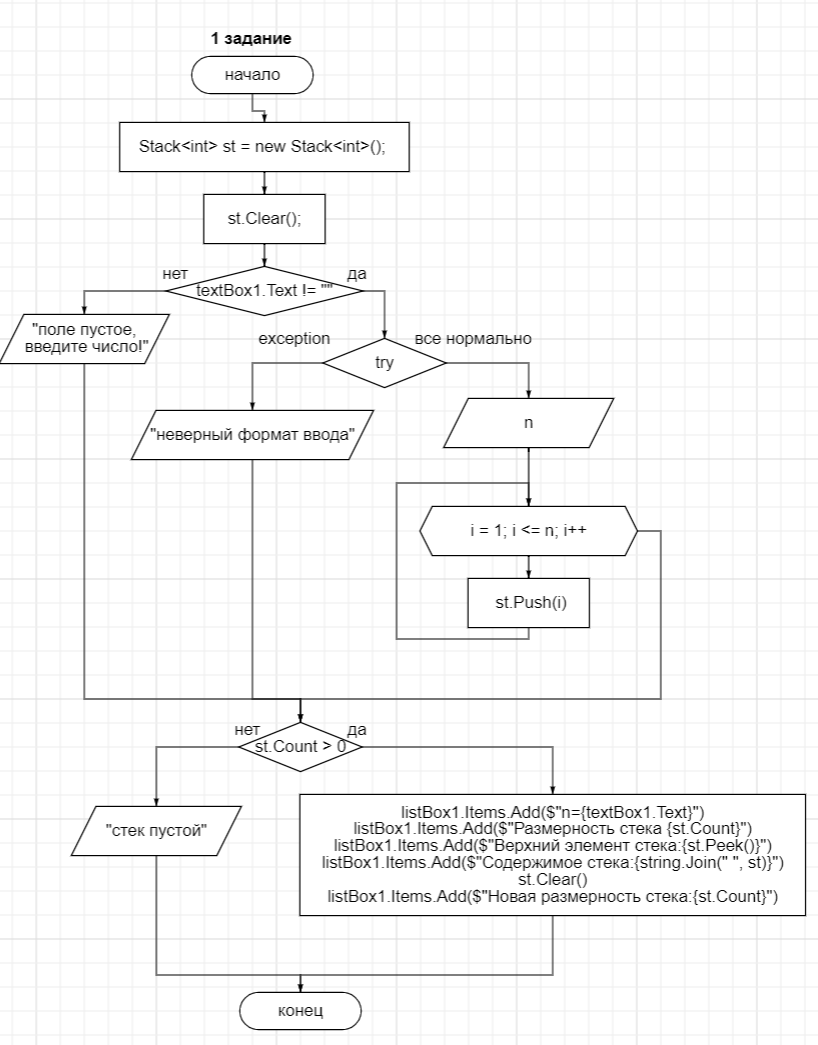 1 задание
начало
Stack<int> st = new Stack<int>();
st.Clear();
нет
да
textBox1.Text != ""
"поле пустое,
введите число!"
exception
все нормально
try
"неверный формат ввода"
n
i = 1; i <= n; i++
st.Push(i)
нет
да
st.Count > 0
"стек пустой"
listBox1.Items.Add($"n={textBox1.Text}")
listBox1.Items.Add($"Размерность стека {st.Count}")
listBox1.Items.Add($"Верхний элемент стека:{st.Peek()}")
listBox1.Items.Add($"Содержимое стека:{string.Join(" ", st)}")
st.Clear()
listBox1.Items.Add($"Новая размерность стека:{st.Count}")
конец